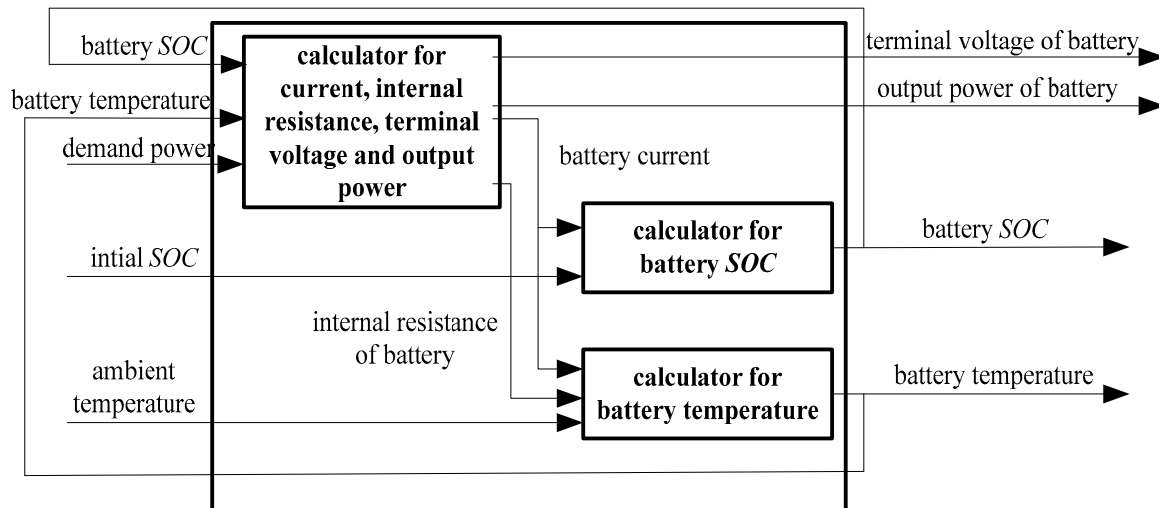 battery SOC
calculator for
current, internal
resistance, terminal
voltage and output
power
terminal voltage of battery
battery temperature
output power of battery
demand power
battery current
intial SOC
calculator for
battery SOC
battery SOC
internal resistance
of battery
ambient
temperature
calculator for
battery temperature
battery temperature